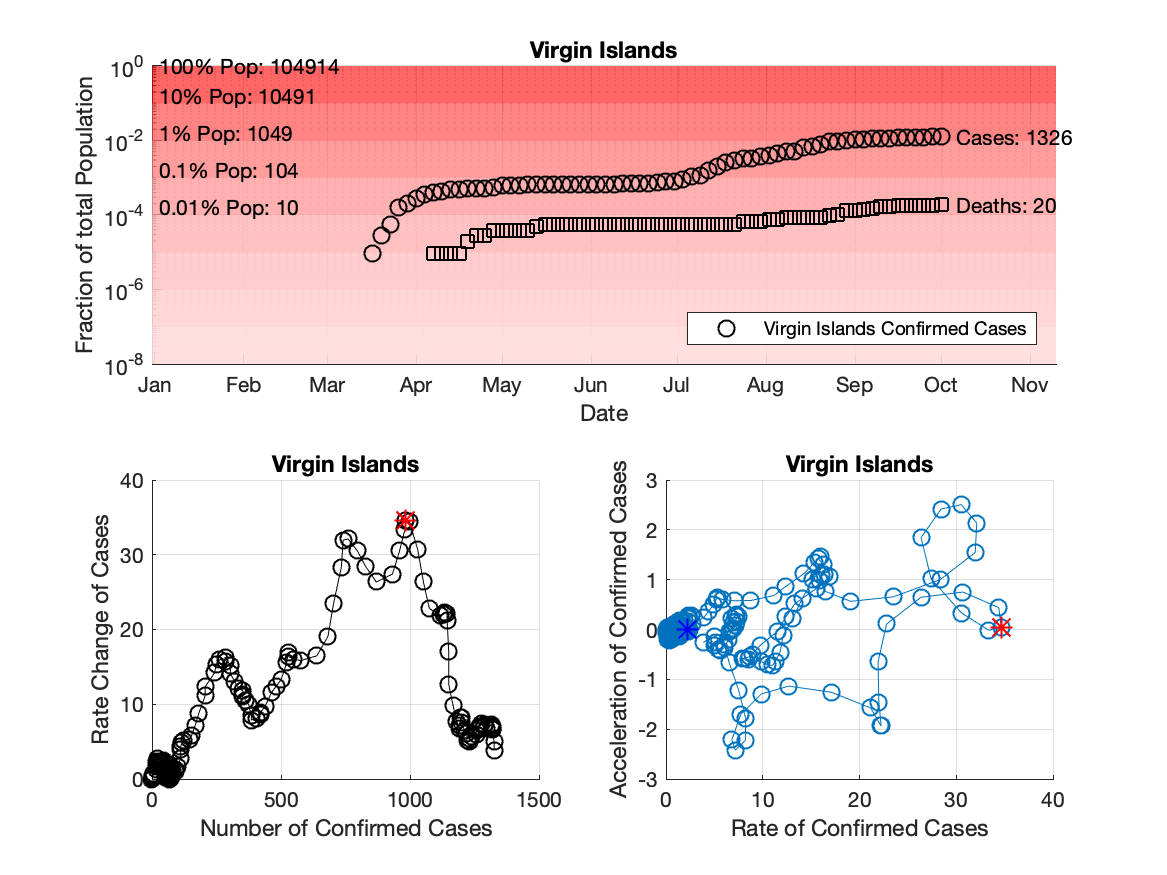 Virgin Islands
Fraction of total Population
10^0
10^-2
10^-4
10^-6
10^-8
100% Pop: 104914
10% Pop: 10491
1% Pop: 1049
0.1% Pop: 104
0.01% Pop: 10
Cases: 1326
Deaths: 20
Virgin Islands Confirmed Cases
Jan Feb Mar Apr May Jun Jul Aug Sep Oct Nov
Date
Virgin Islands
Rate Change of Cases
40
30
20
10
0
0 500 1000 1500
Number of Confirmed Cases
Virgin Islands
Acceleration of Confirmed Cases
3
2
1
0
-1
-2
-3
0 10 20 30 40
Rate of Confirmed Cases